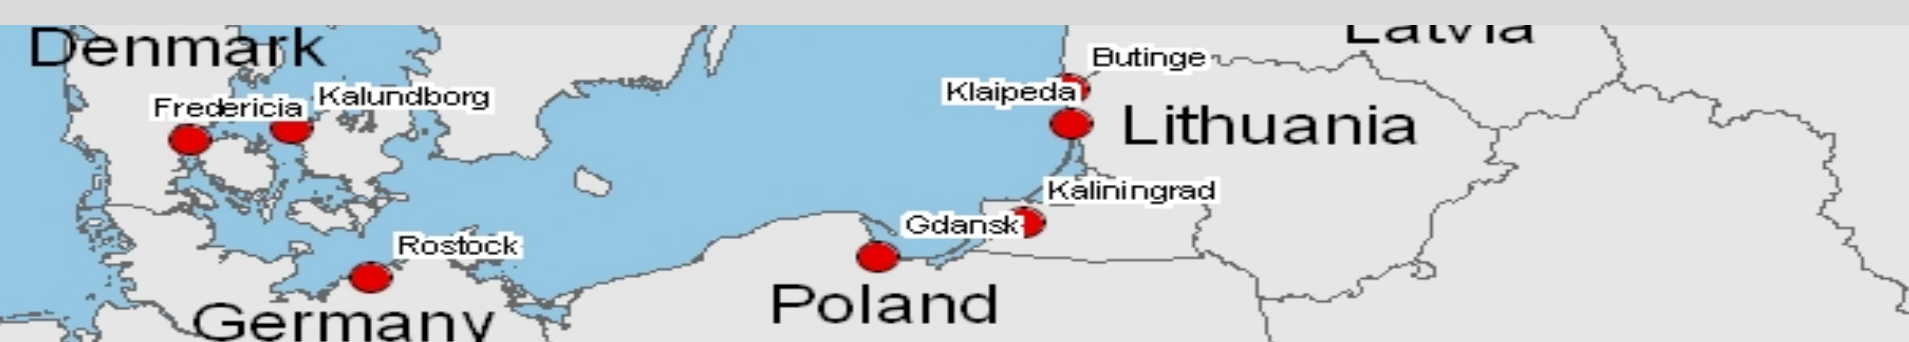 Denmark
Latvia
Butinge
Klaipeda
Kalundborg
Fredericia
Lithuania
Kaliningrad
Gdansk
Rostock
Poland
Germany